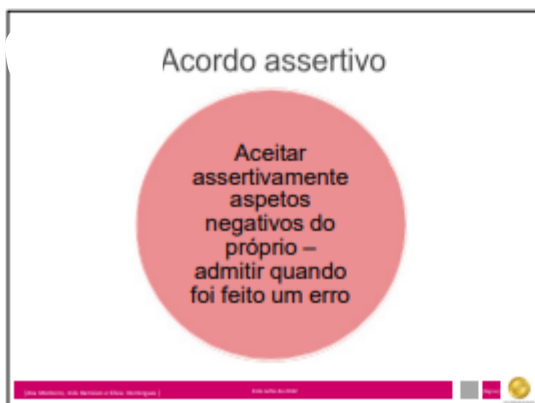 Acordo assertivo
Aceitar
assertivamente
aspetos
negativos do
próprio –
admitir quando
foi feito um erro